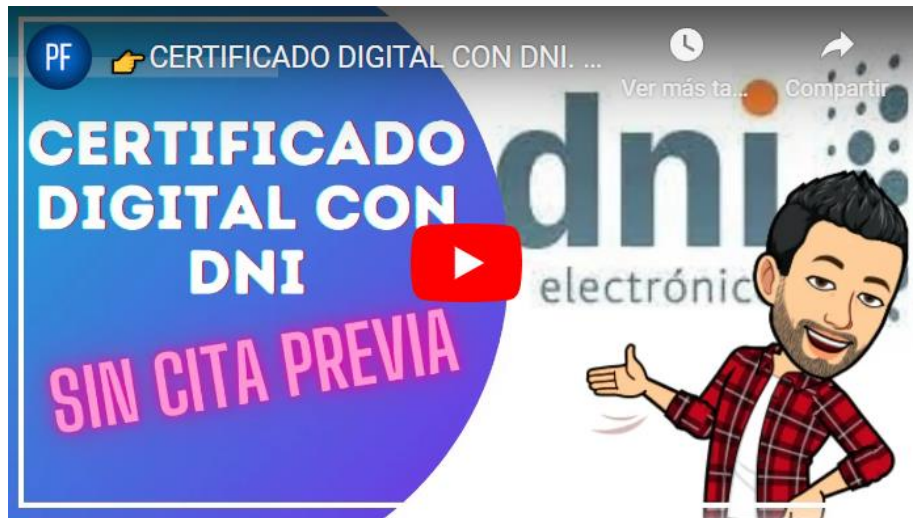 PF
👉CERTIFICADO DIGITAL CON DNI. ...
Ver más ta...
Compartir
CERTIFICADO
DIGITAL CON
DNI
SIN CITA PREVIA
dni
electrónic